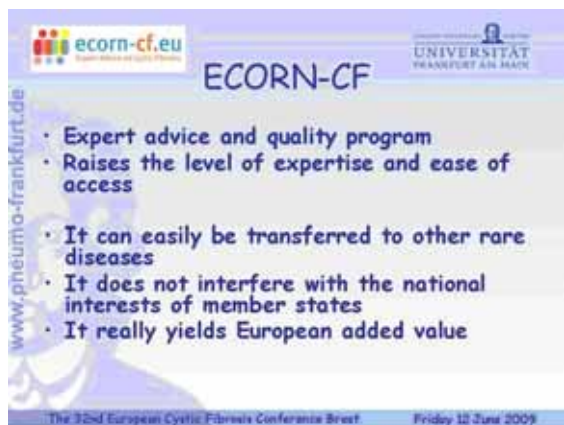 ecorn-cf.eu
UNIVERSITÄT
FRANKFURT AM MAIN
ECORN-CF
www.pneumo-frankfurt.de
· Expert advice and quality program
· Raises the level of expertise and ease of
access
· It can easily be transferred to other rare
diseases
· It does not interfere with the national
interests of member states
· It really yields European added value
The 32nd European Cystic Fibrosis Conference Brest
Friday 12 June 2009